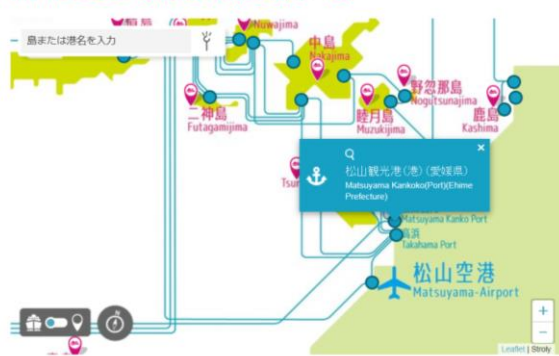 Nuwajima
島または港名を入力
中島
Nakajima
二神島
Futagamijima
野忽那島
Nogutsunajima
睦月島
Muzukijima
鹿島
Kashima
×
松山観光港(港)(愛媛県)
Matsuyama Kankoko(Port)(Ehime
Prefecture)
Matsuyama Kanko Port
高浜
Takahama Port
松山空港
Matsuyama-Airport
+
−
Leaflet | Stroly